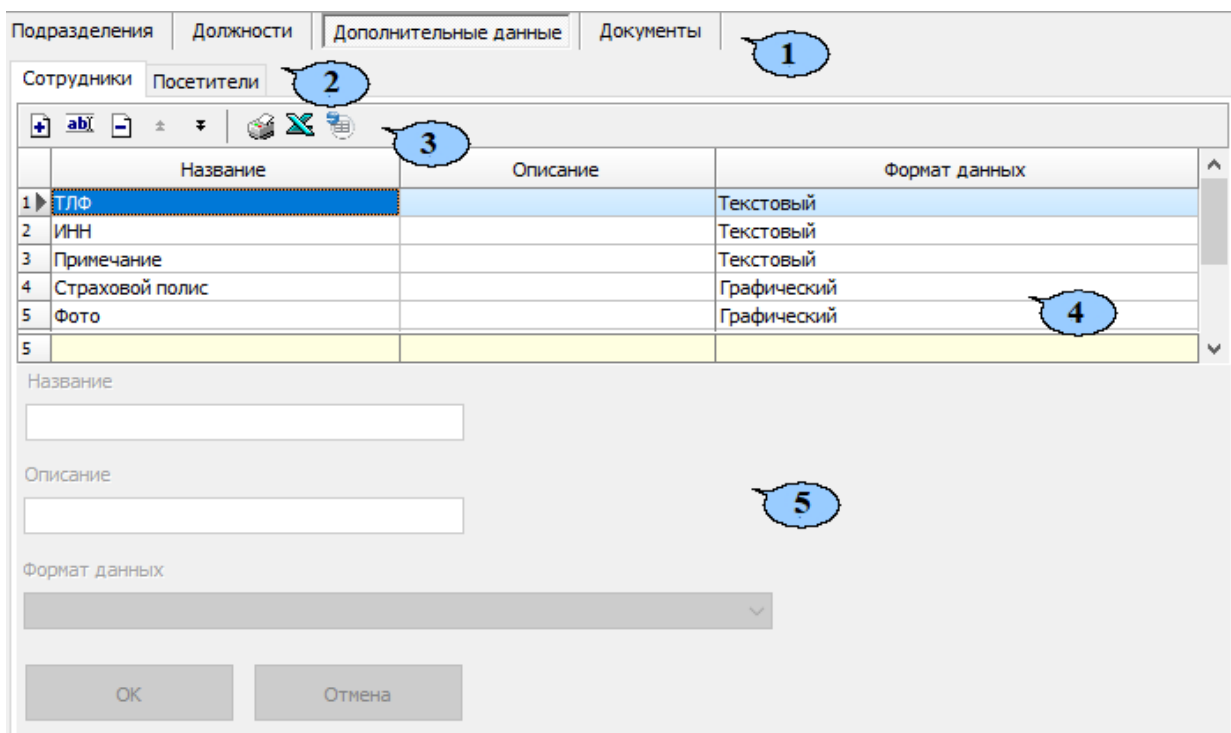 Подразделения Должности Дополнительные данные Документы 1
Сотрудники Посетители 2
ab 3
Название Описание Формат данных
1 ТЛФ Текстовый
2 ИНН Текстовый
3 Примечание Текстовый
4 Страховой полис Графический 4
5 Фото Графический
5
Название
Описание
5
Формат данных
ОК Отмена